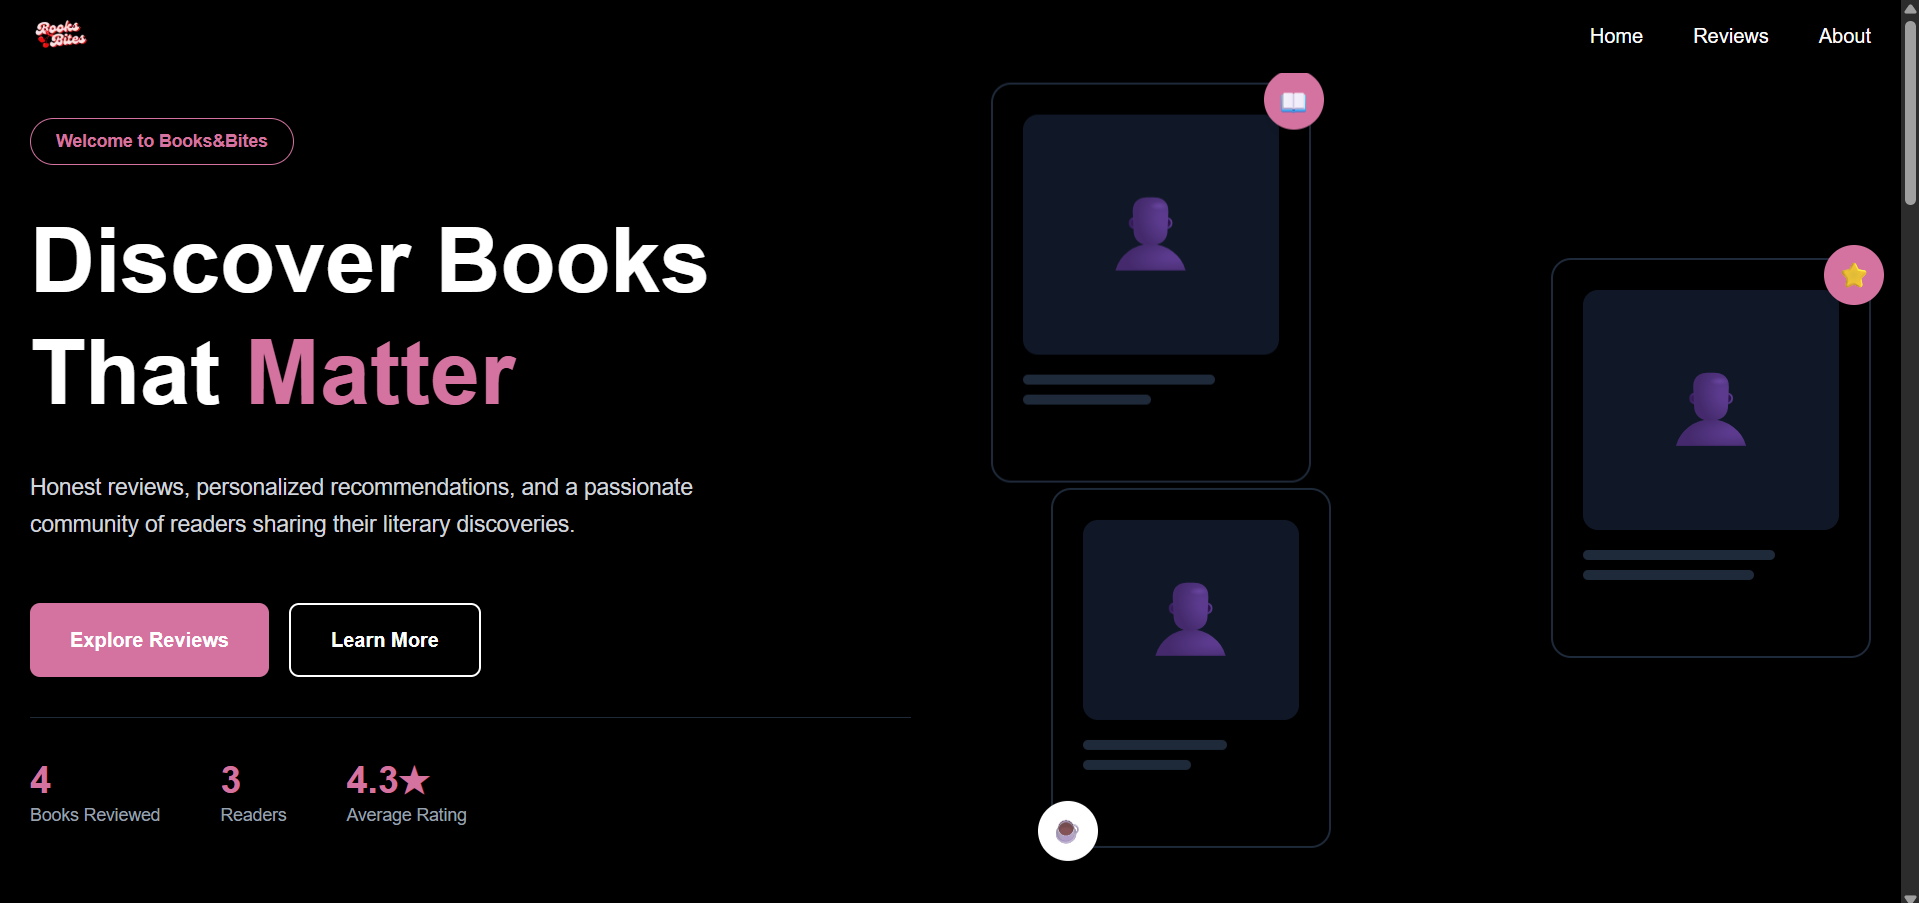 Books
Bites
Home
Reviews
About
Welcome to Books&Bites
Discover Books
That Matter
Honest reviews, personalized recommendations, and a passionate
community of readers sharing their literary discoveries.
Explore Reviews
Learn More
4
Books Reviewed
3
Readers
4.3★
Average Rating